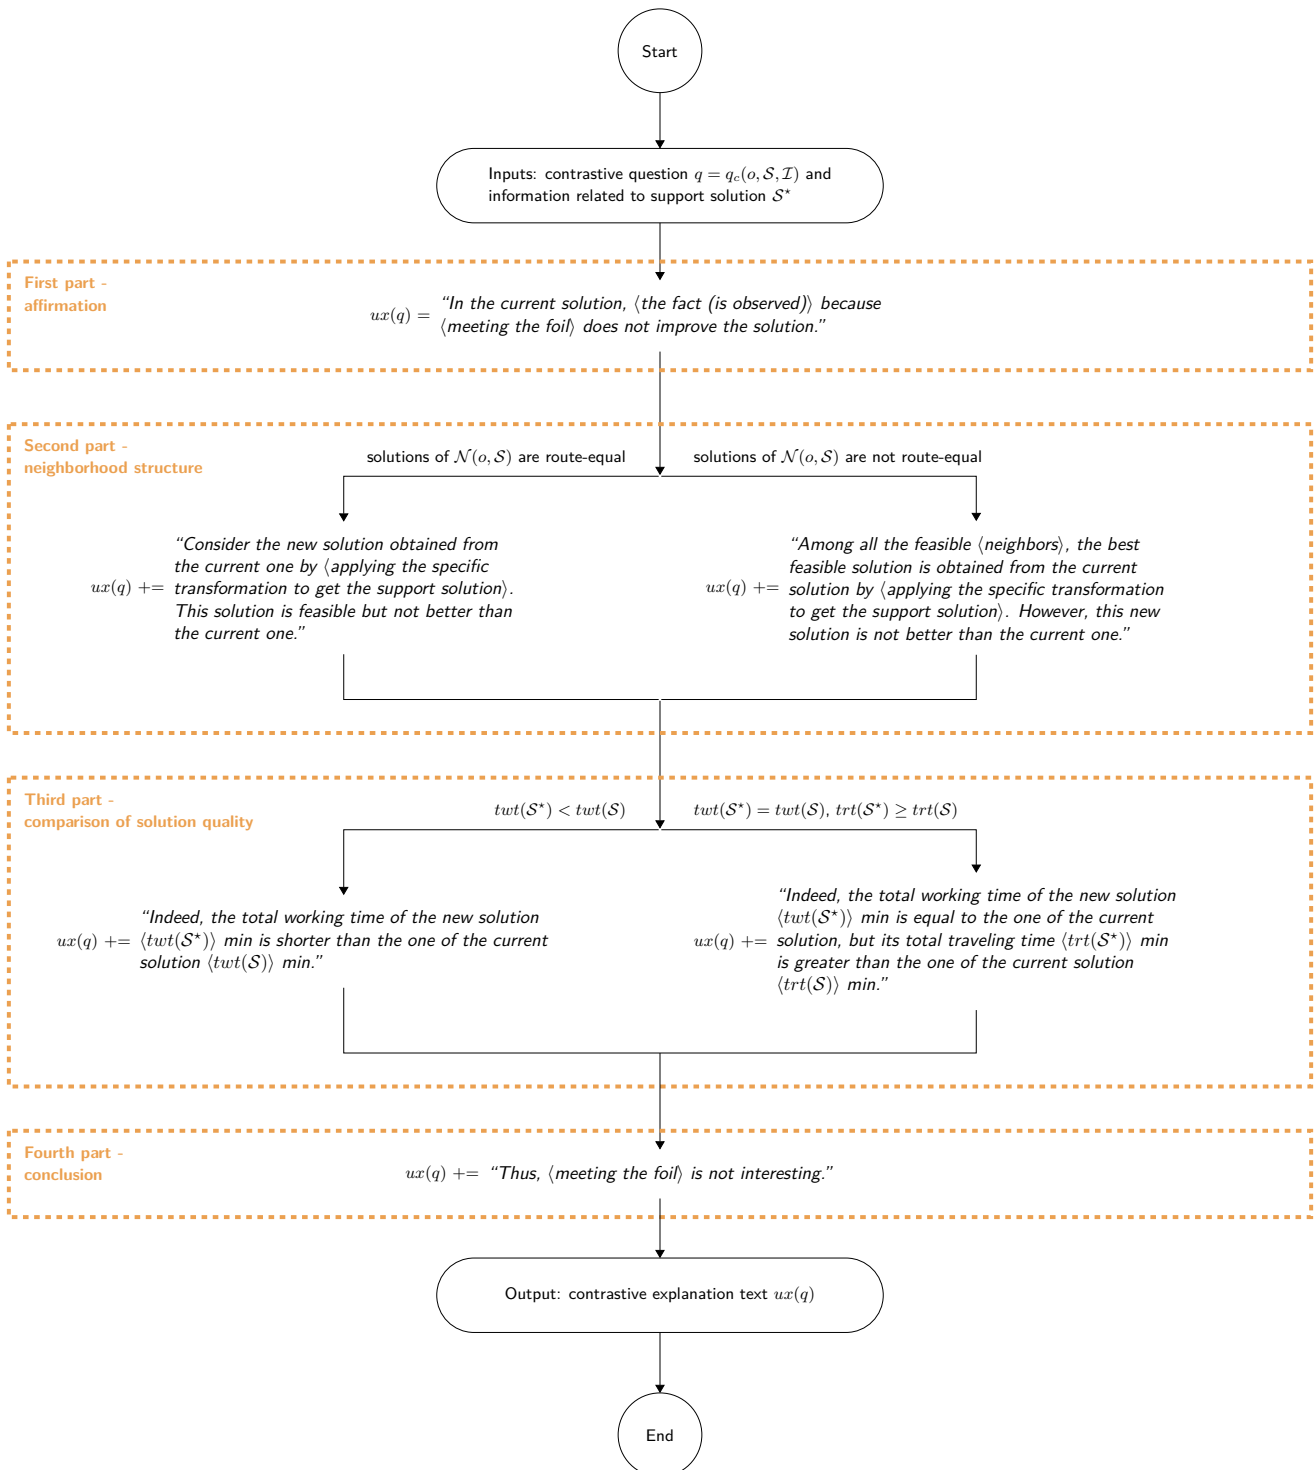 Start
Inputs: contrastive question q = q_c(o, 𝒮, ℐ) and
information related to support solution 𝒮⋆
First part -
affirmation
ux(q) =
“In the current solution, ⟨the fact (is observed)⟩ because
⟨meeting the foil⟩ does not improve the solution.”
Second part -
neighborhood structure
solutions of 𝒩(o, 𝒮) are route-equal
solutions of 𝒩(o, 𝒮) are not route-equal
ux(q) +=
“Consider the new solution obtained from
the current one by ⟨applying the specific
transformation to get the support solution⟩.
This solution is feasible but not better than
the current one.”
ux(q) +=
“Among all the feasible ⟨neighbors⟩, the best
feasible solution is obtained from the current
solution by ⟨applying the specific transformation
to get the support solution⟩. However, this new
solution is not better than the current one.”
Third part -
comparison of solution quality
twt(𝒮⋆) < twt(𝒮)
twt(𝒮⋆) = twt(𝒮), trt(𝒮⋆) ≥ trt(𝒮)
ux(q) +=
“Indeed, the total working time of the new solution
⟨twt(𝒮⋆)⟩ min is shorter than the one of the current
solution ⟨twt(𝒮)⟩ min.”
ux(q) +=
“Indeed, the total working time of the new solution
⟨twt(𝒮⋆)⟩ min is equal to the one of the current
solution, but its total traveling time ⟨trt(𝒮⋆)⟩ min
is greater than the one of the current solution
⟨trt(𝒮)⟩ min.”
Fourth part -
conclusion
ux(q) += “Thus, ⟨meeting the foil⟩ is not interesting.”
Output: contrastive explanation text ux(q)
End